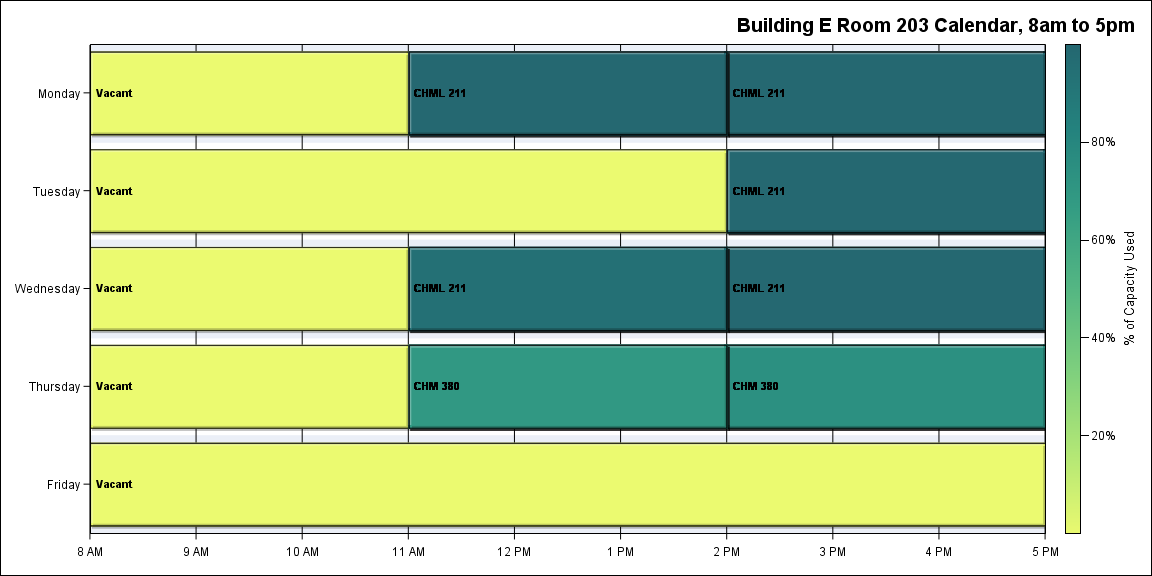 Building E Room 203 Calendar, 8am to 5pm
Monday
Vacant
CHML 211
CHML 211
Tuesday
Vacant
CHML 211
Wednesday
Vacant
CHML 211
CHML 211
Thursday
Vacant
CHM 380
CHM 380
Friday
Vacant
8 AM
9 AM
10 AM
11 AM
12 PM
1 PM
2 PM
3 PM
4 PM
5 PM
80%
60%
40%
20%
% of Capacity Used